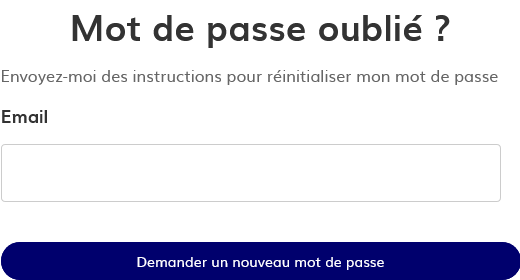 Mot de passe oublié ?
Envoyez-moi des instructions pour réinitialiser mon mot de passe
Email
Demander un nouveau mot de passe